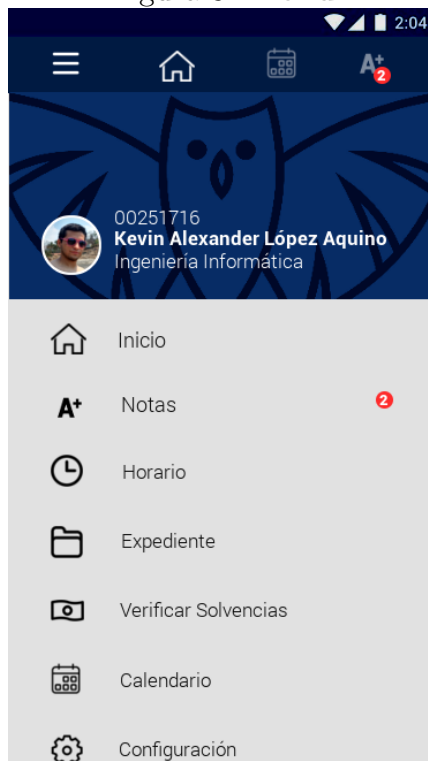 2:04
A+
2
00251716
Kevin Alexander López Aquino
Ingeniería Informática
Inicio
A+ Notas 2
Horario
Expediente
Verificar Solvencias
Calendario
Configuración